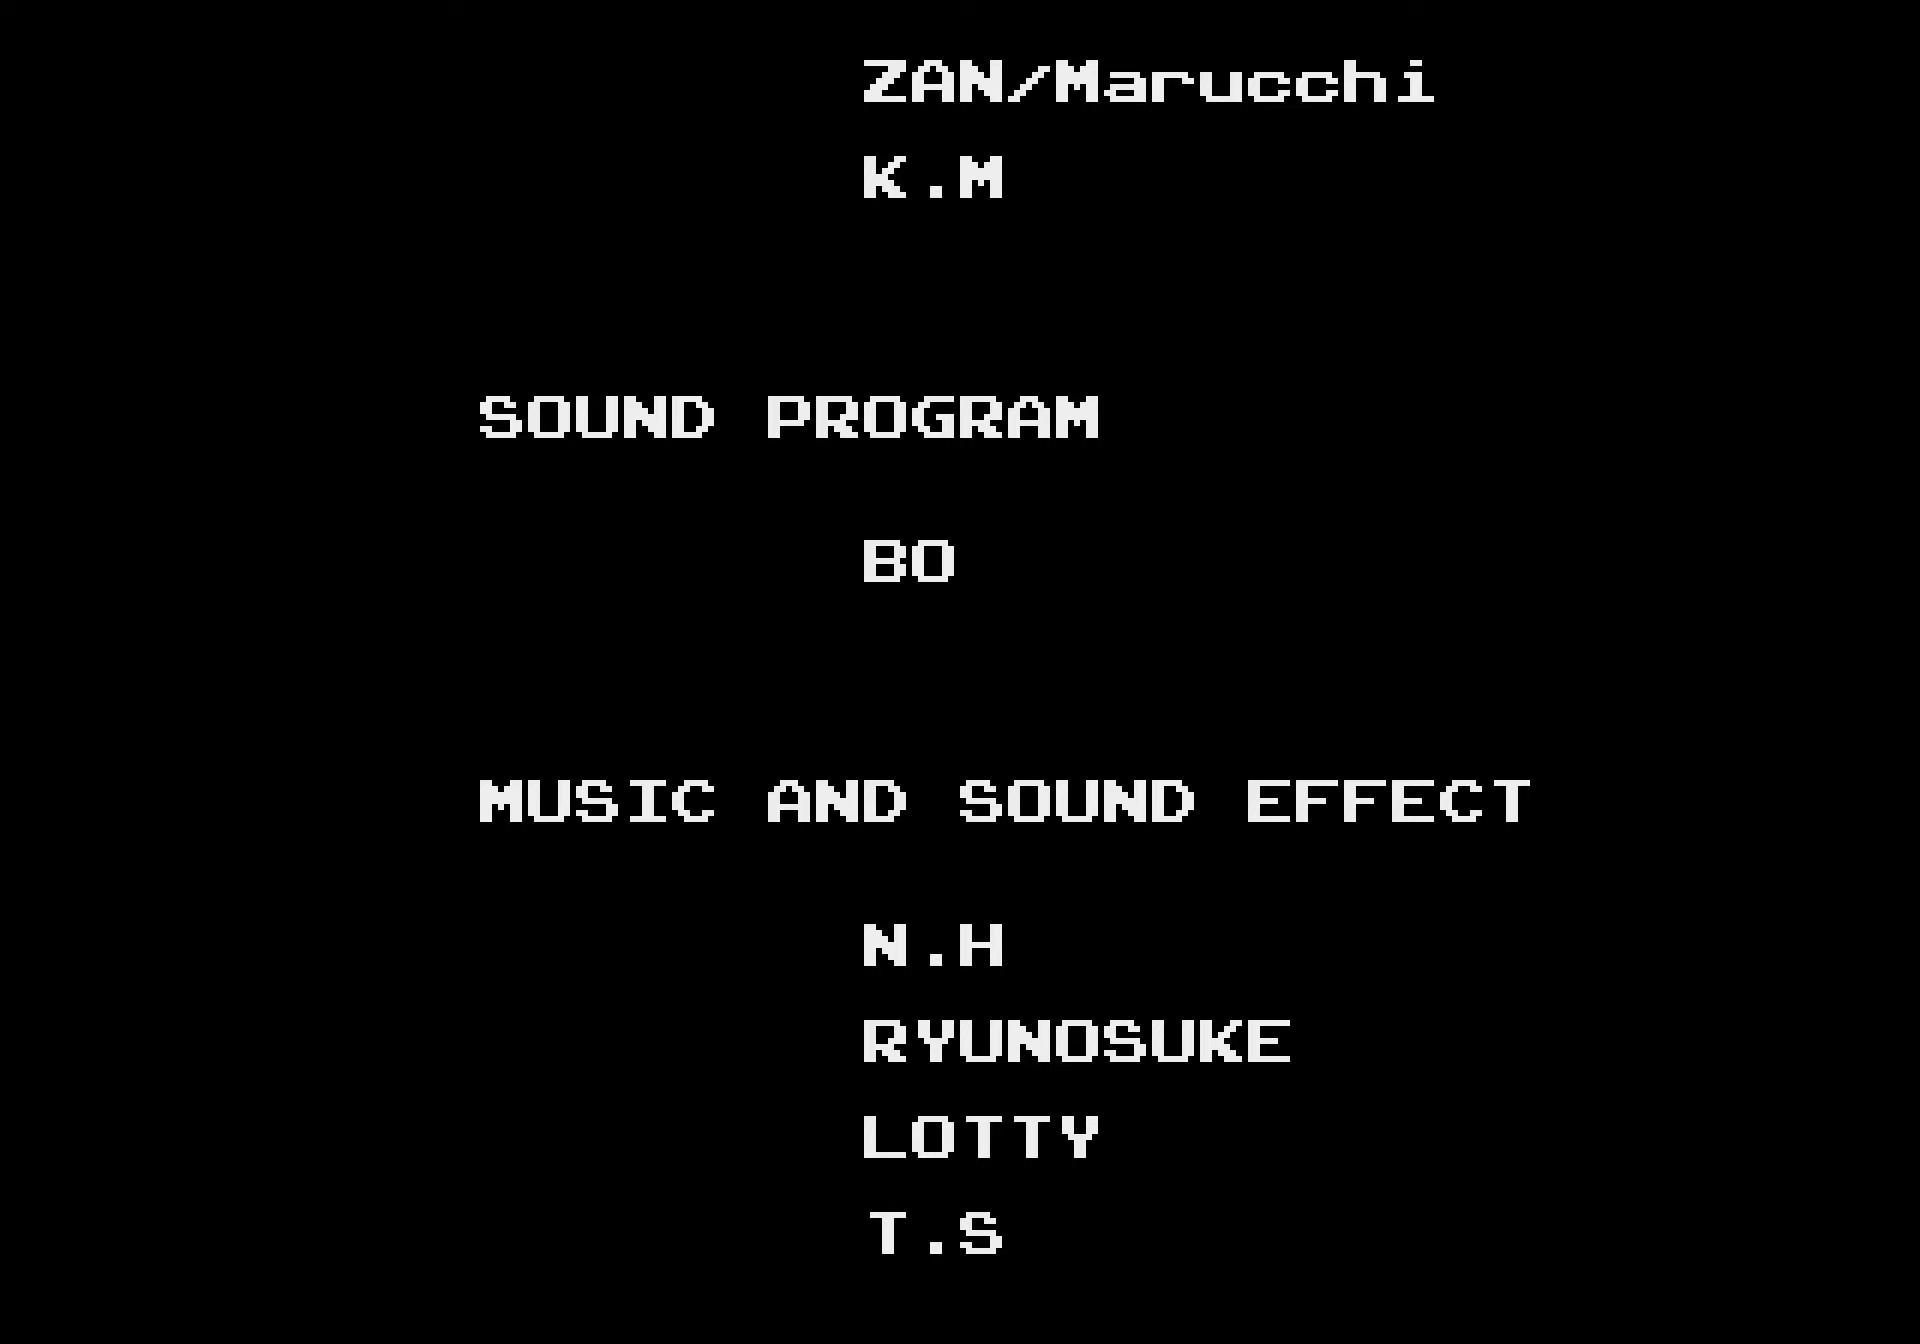 ZAN/Marucchi
K.M
SOUND PROGRAM
BO
MUSIC AND SOUND EFFECT
N.H
RYUNOSUKE
LOTTY
T.S